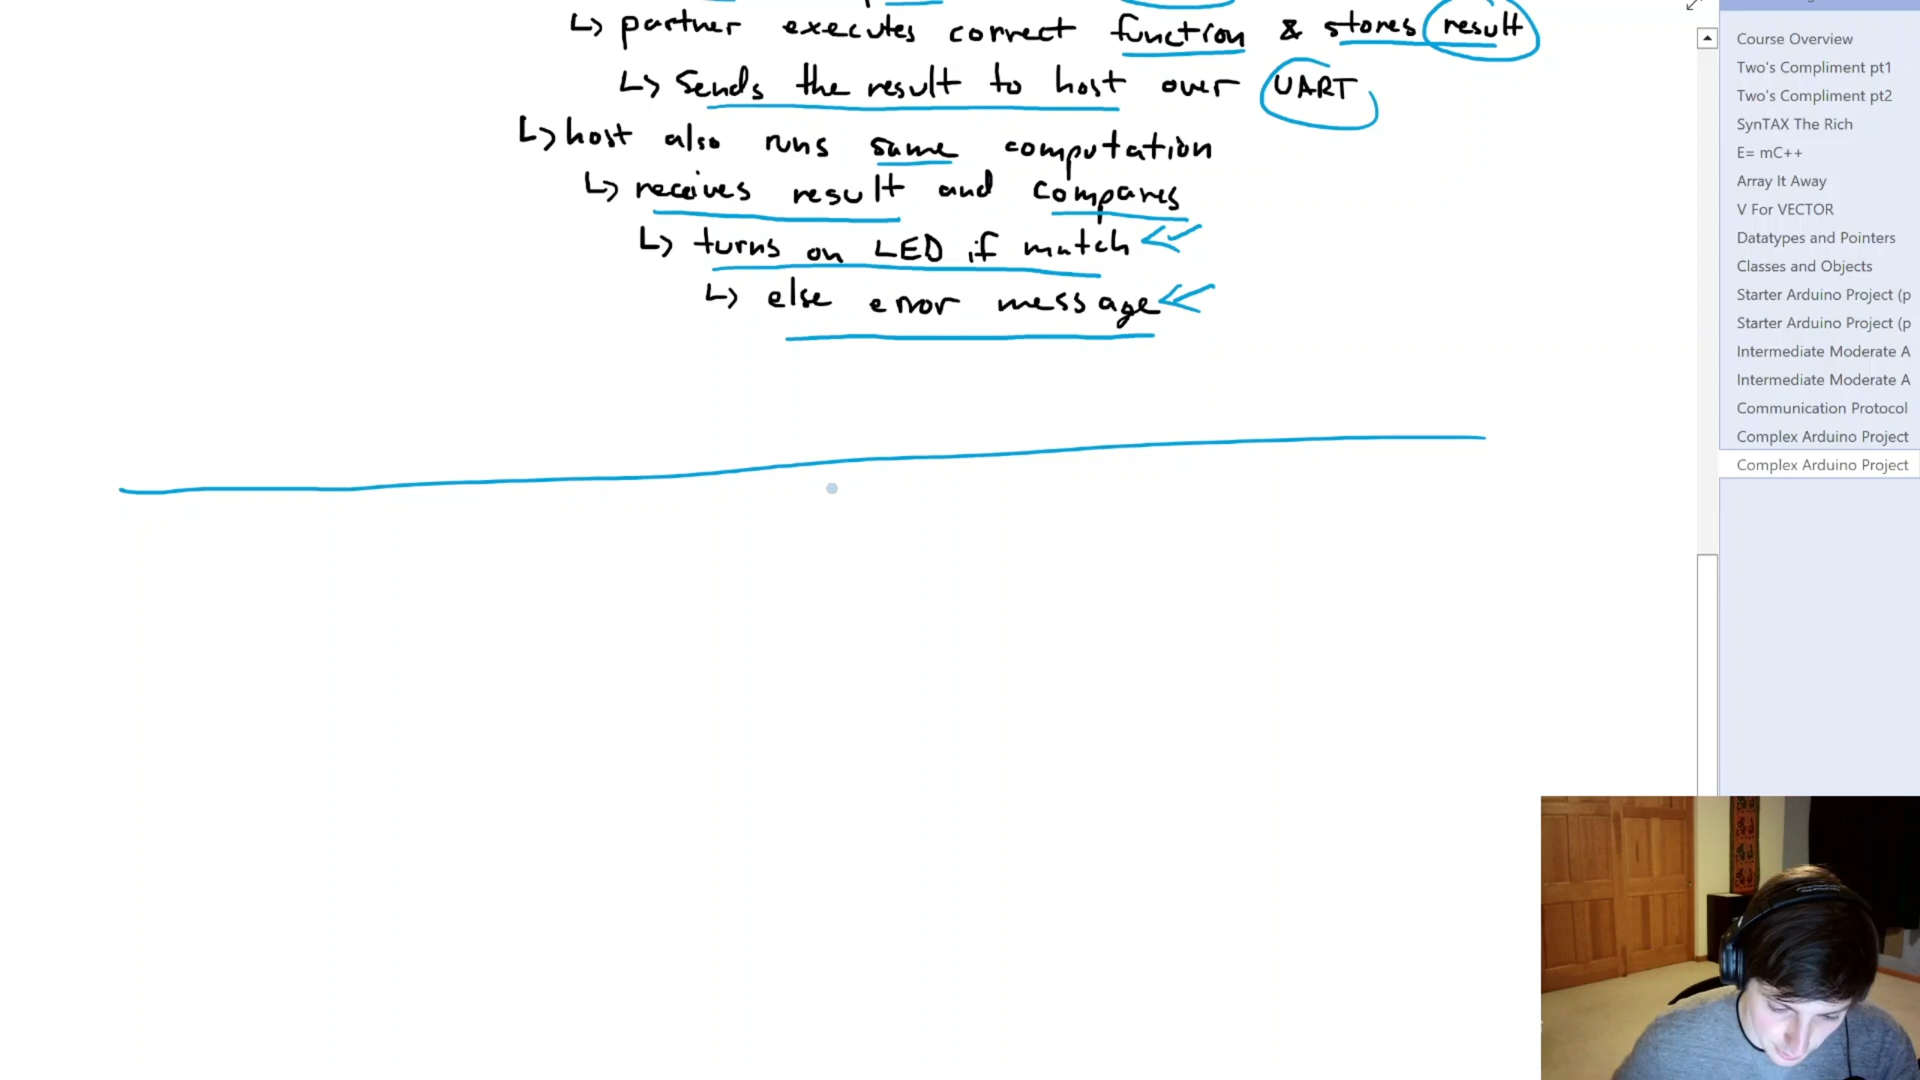 ↳ partner executes correct function & stores result
↳ sends the result to host over UART
↳ host also runs same computation
↳ receives result and compares
↳ turns on LED if match
↳ else error message
Course Overview
Two's Compliment pt1
Two's Compliment pt2
SynTAX The Rich
E= mC++
Array It Away
V For VECTOR
Datatypes and Pointers
Classes and Objects
Starter Arduino Project (p
Starter Arduino Project (p
Intermediate Moderate A
Intermediate Moderate A
Communication Protocol
Complex Arduino Project
Complex Arduino Project